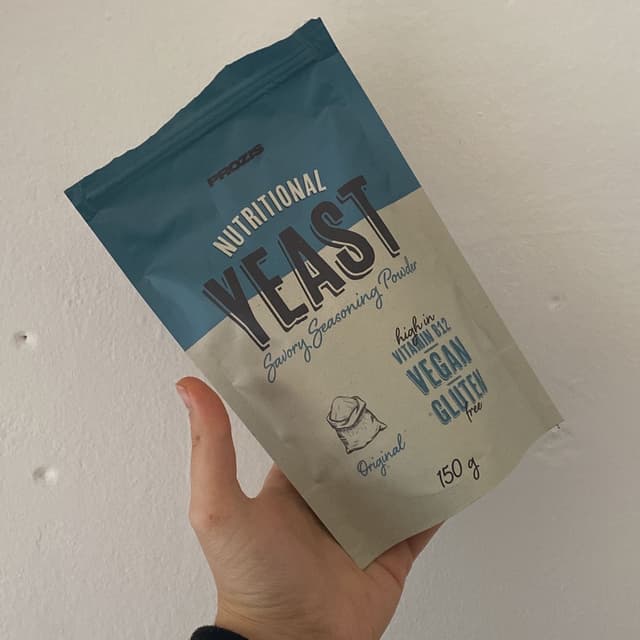 PROZIS
NUTRITIONAL
YEAST
Savory Seasoning Powder
high in
VITAMIN B12
VEGAN
GLUTEN
free
Original
150 g